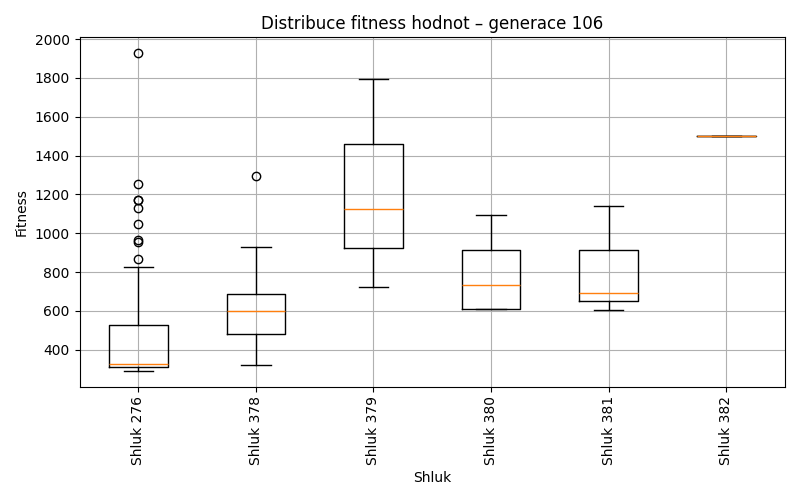 Distribuce fitness hodnot – generace 106
2000
1800
1600
1400
1200
1000
800
600
400
Fitness
Shluk 276
Shluk 378
Shluk 379
Shluk 380
Shluk 381
Shluk 382
Shluk